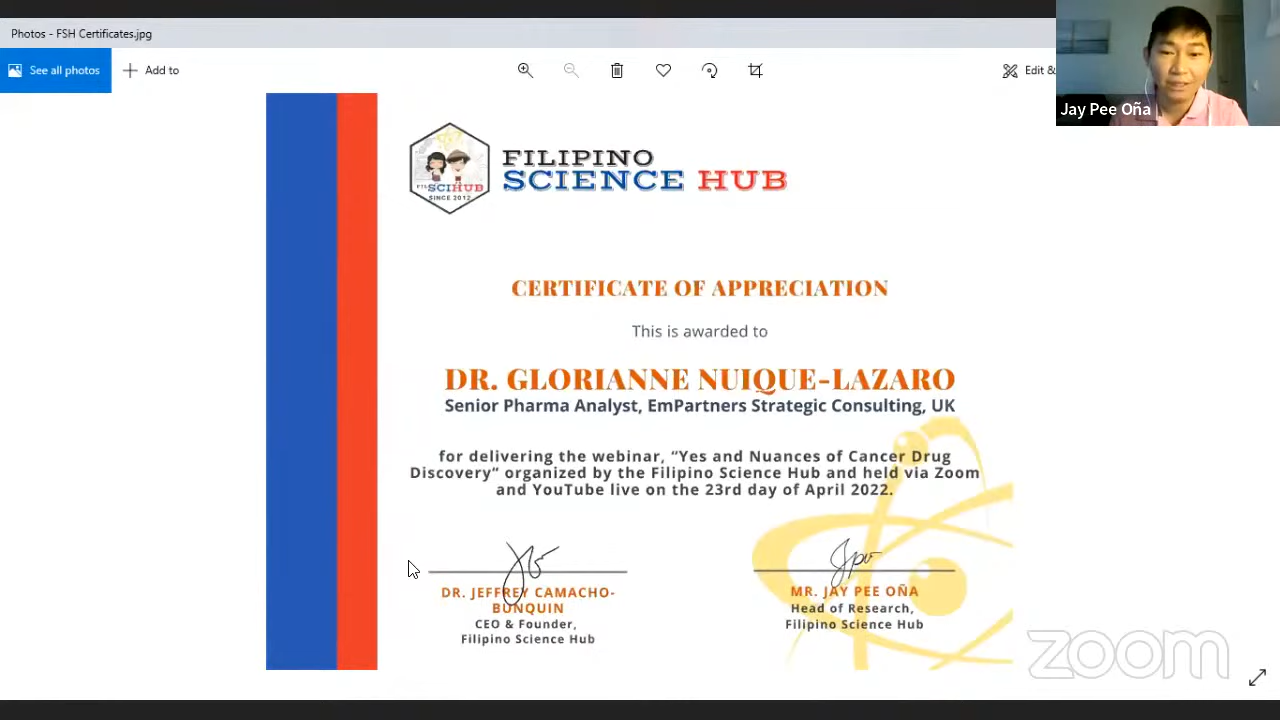 Photos - FSH Certificates.jpg
See all photos
Add to
Edit &
Jay Pee Oña
FTB SCIHUB
SINCE 2012
FILIPINO
SCIENCE HUB
CERTIFICATE OF APPRECIATION
This is awarded to
DR. GLORIANNE NUIQUE-LAZARO
Senior Pharma Analyst, EmPartners Strategic Consulting, UK
for delivering the webinar, “Yes and Nuances of Cancer Drug
Discovery“ organized by the Filipino Science Hub and held via Zoom
and YouTube live on the 23rd day of April 2022.
DR. JEFFREY CAMACHO-
BUNQUIN
CEO & Founder,
Filipino Science Hub
MR. JAY PEE OÑA
Head of Research,
Filipino Science Hub
zoom